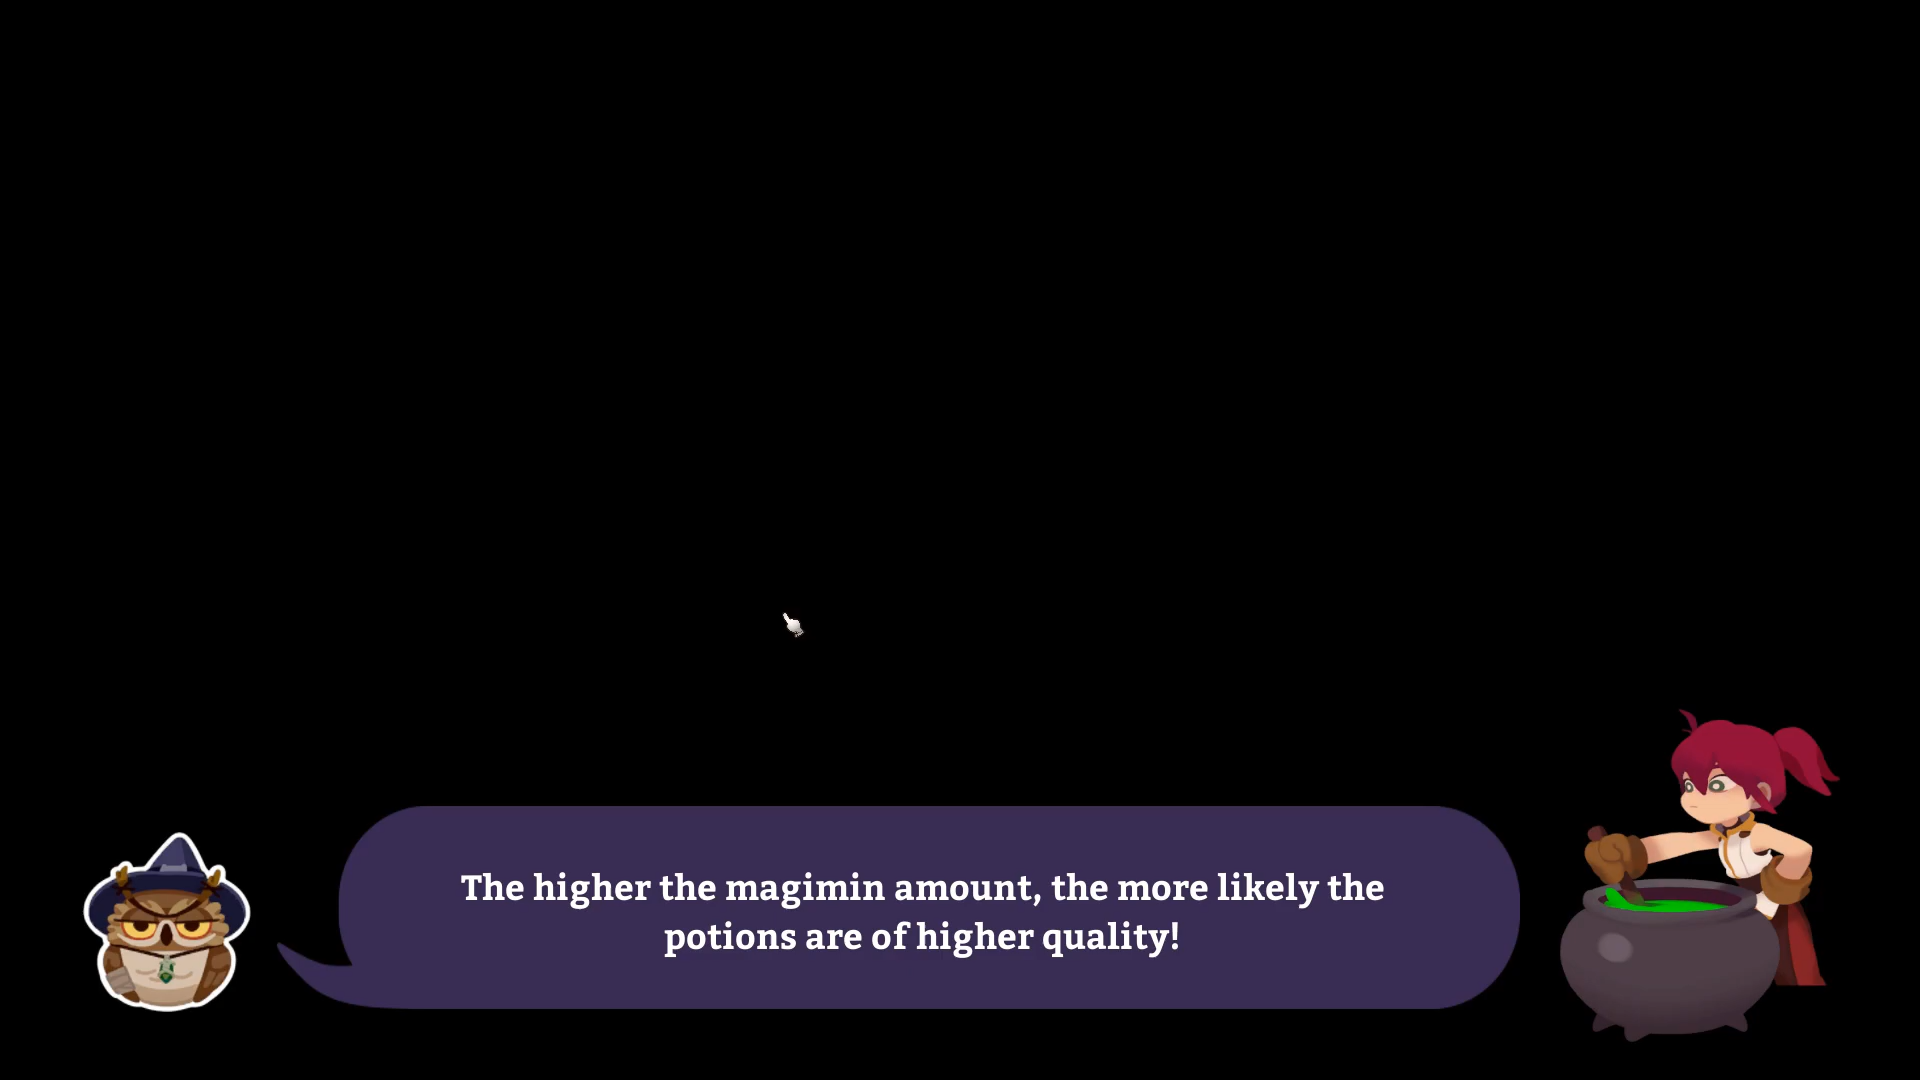 The higher the magimin amount, the more likely the
potions are of higher quality!